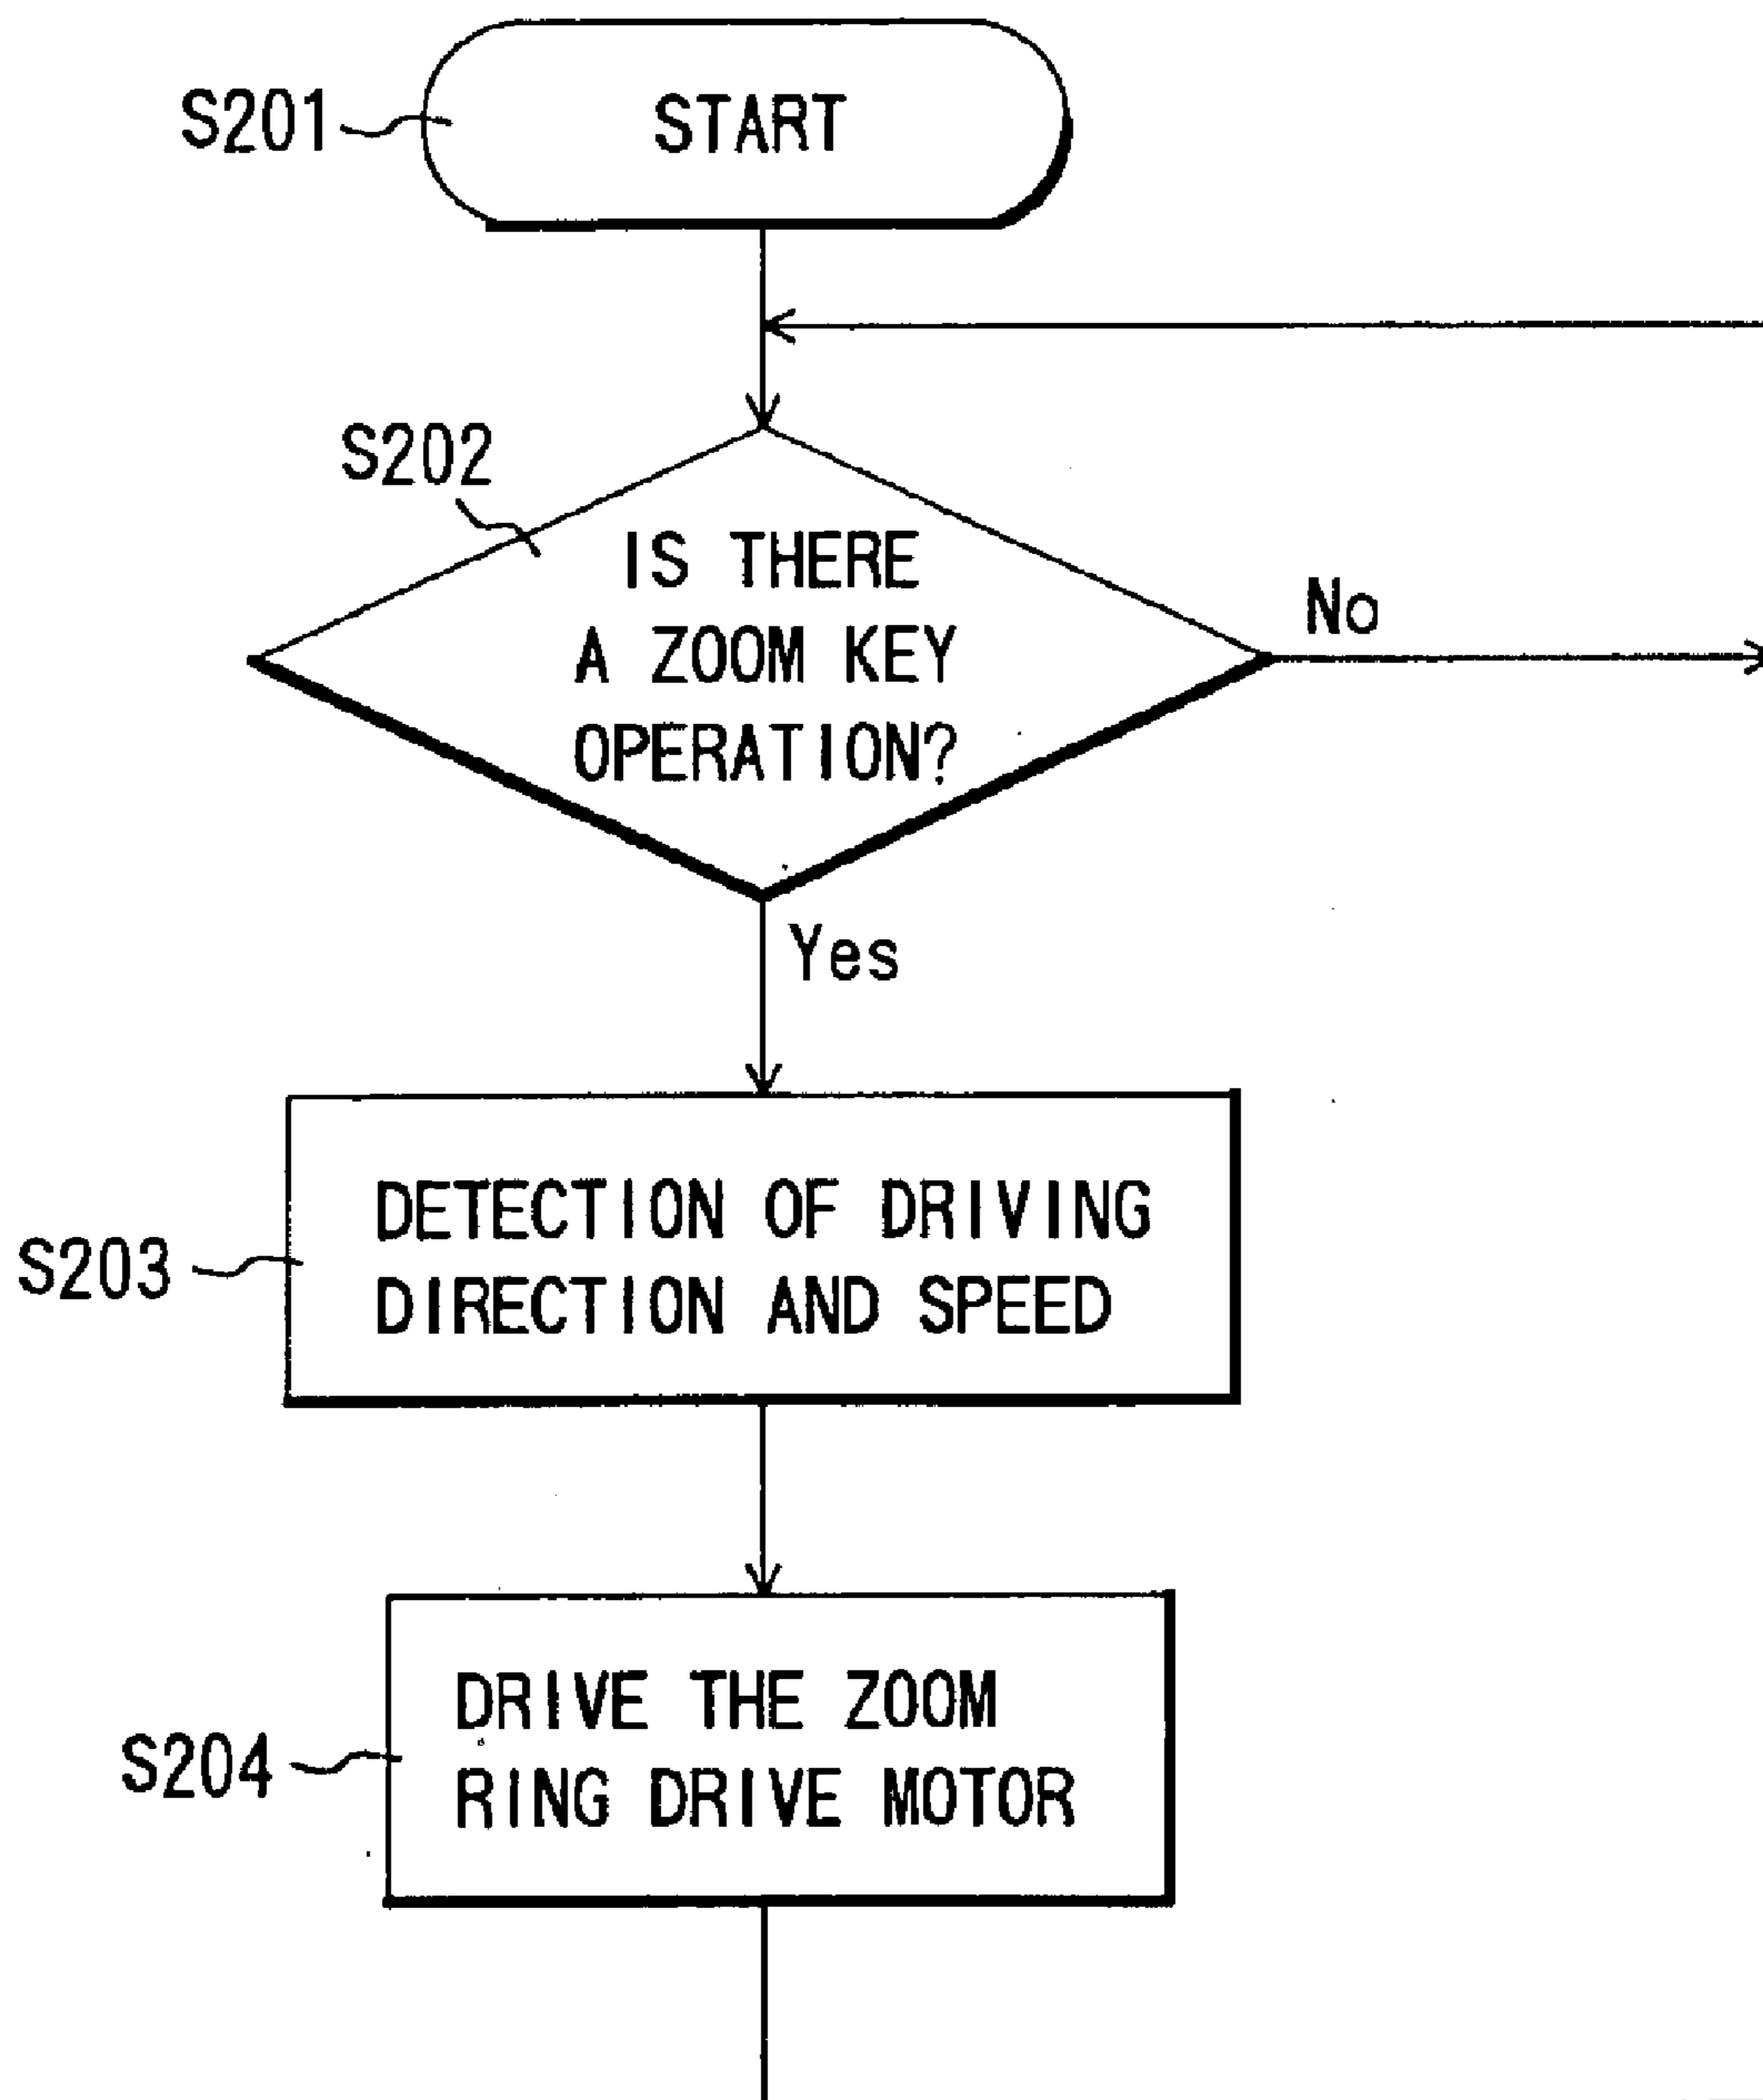 S201
START
S202
IS THERE
A ZOOM KEY
OPERATION?
No
Yes
S203
DETECTION OF DRIVING
DIRECTION AND SPEED
S204
DRIVE THE ZOOM
RING DRIVE MOTOR